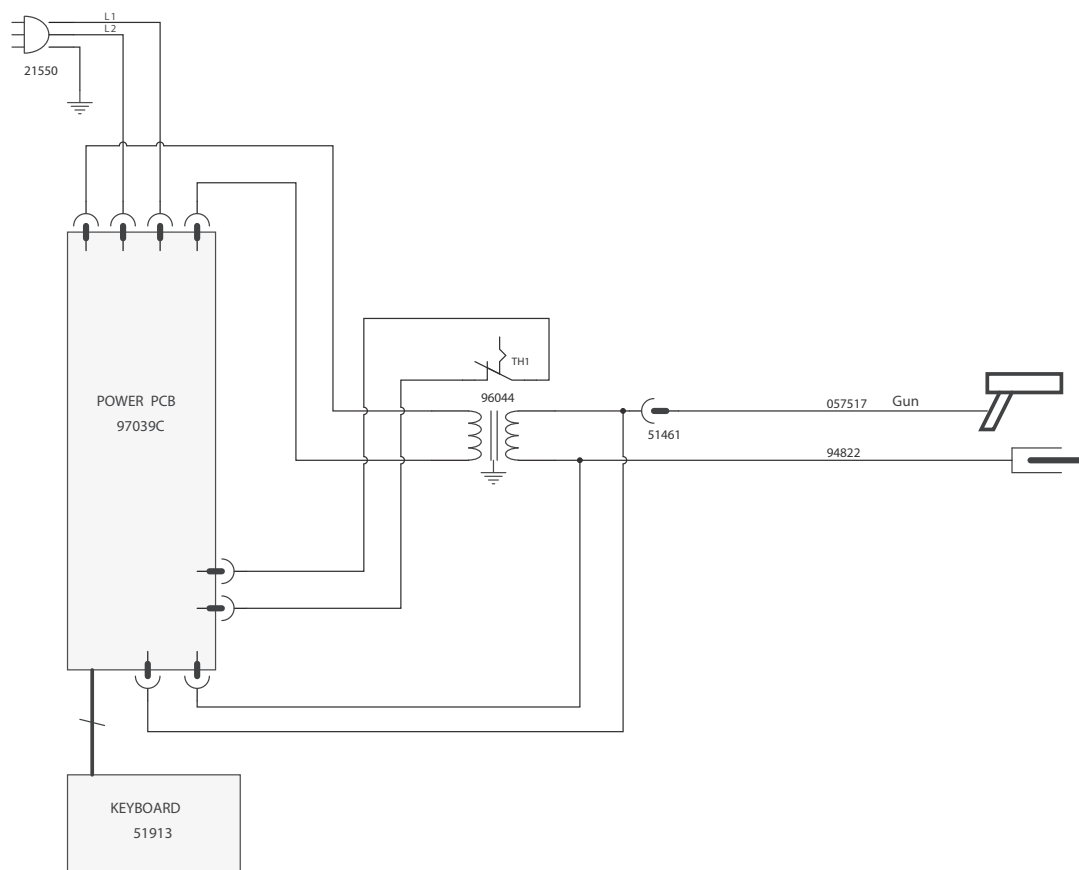 L1
L2
21550
TH1
96044
POWER PCB
97039C
057517 Gun
51461
94822
KEYBOARD
51913